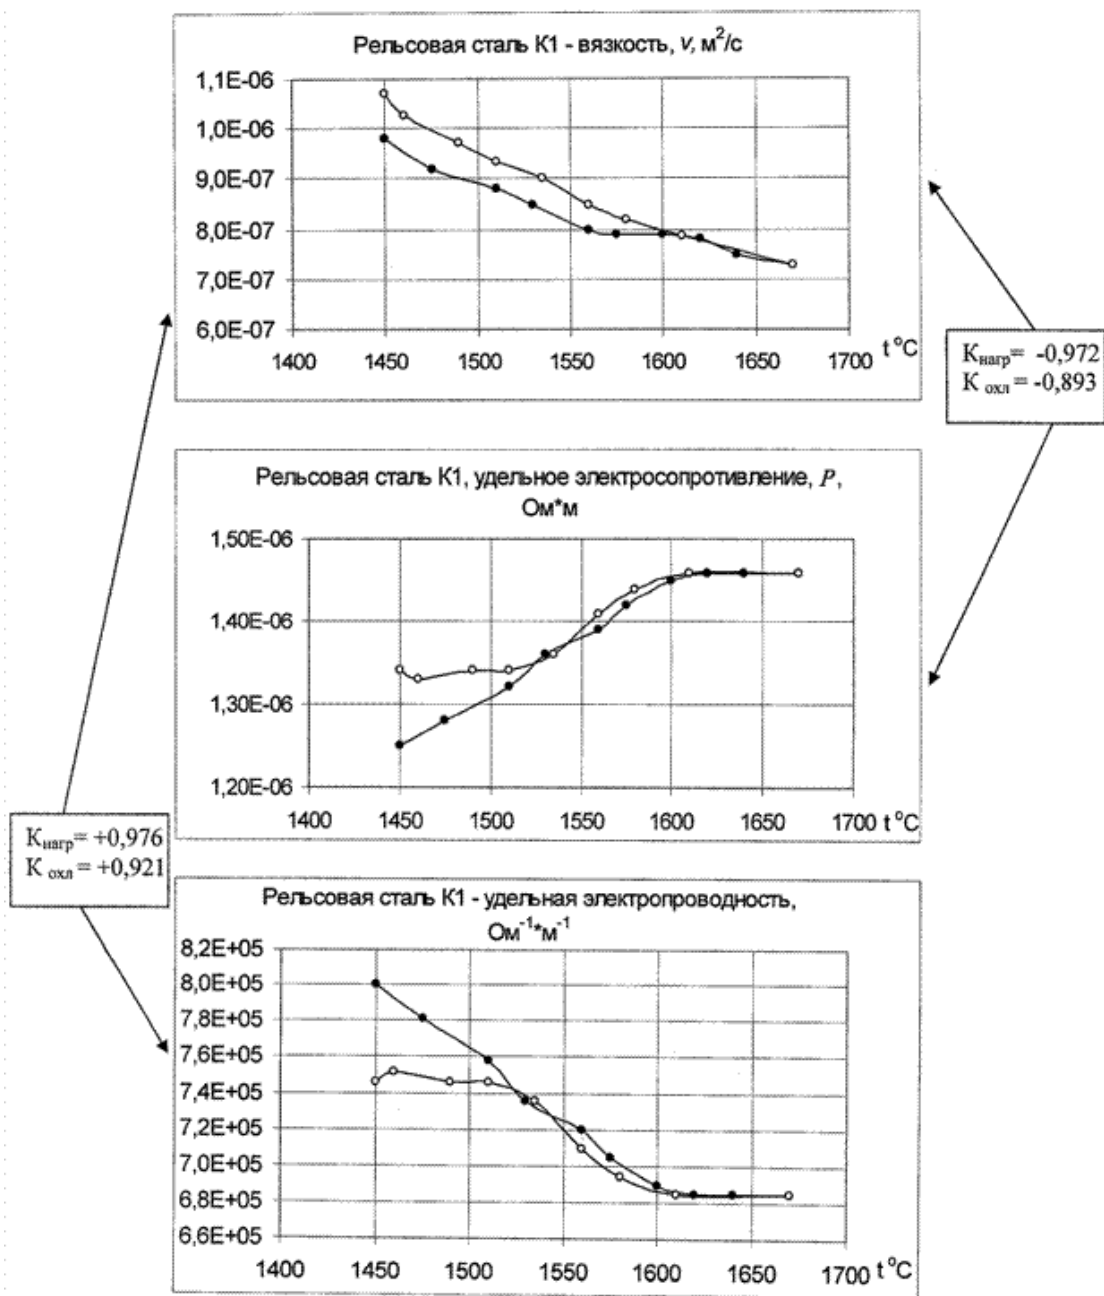 Рельсовая сталь К1 - вязкость, ν, м²/с
1,1E-06
1,0E-06
9,0E-07
8,0E-07
7,0E-07
6,0E-07
1400 1450 1500 1550 1600 1650 1700 t °C
Kнагр= -0,972
K охл = -0,893
Рельсовая сталь К1, удельное электросопротивление, P,
Ом*м
1,50E-06
1,40E-06
1,30E-06
1,20E-06
1400 1450 1500 1550 1600 1650 1700 t °C
Kнагр= +0,976
K охл = +0,921
Рельсовая сталь К1 - удельная электропроводность,
Ом⁻¹*м⁻¹
8,2E+05
8,0E+05
7,8E+05
7,6E+05
7,4E+05
7,2E+05
7,0E+05
6,8E+05
6,6E+05
1400 1450 1500 1550 1600 1650 1700 t °C